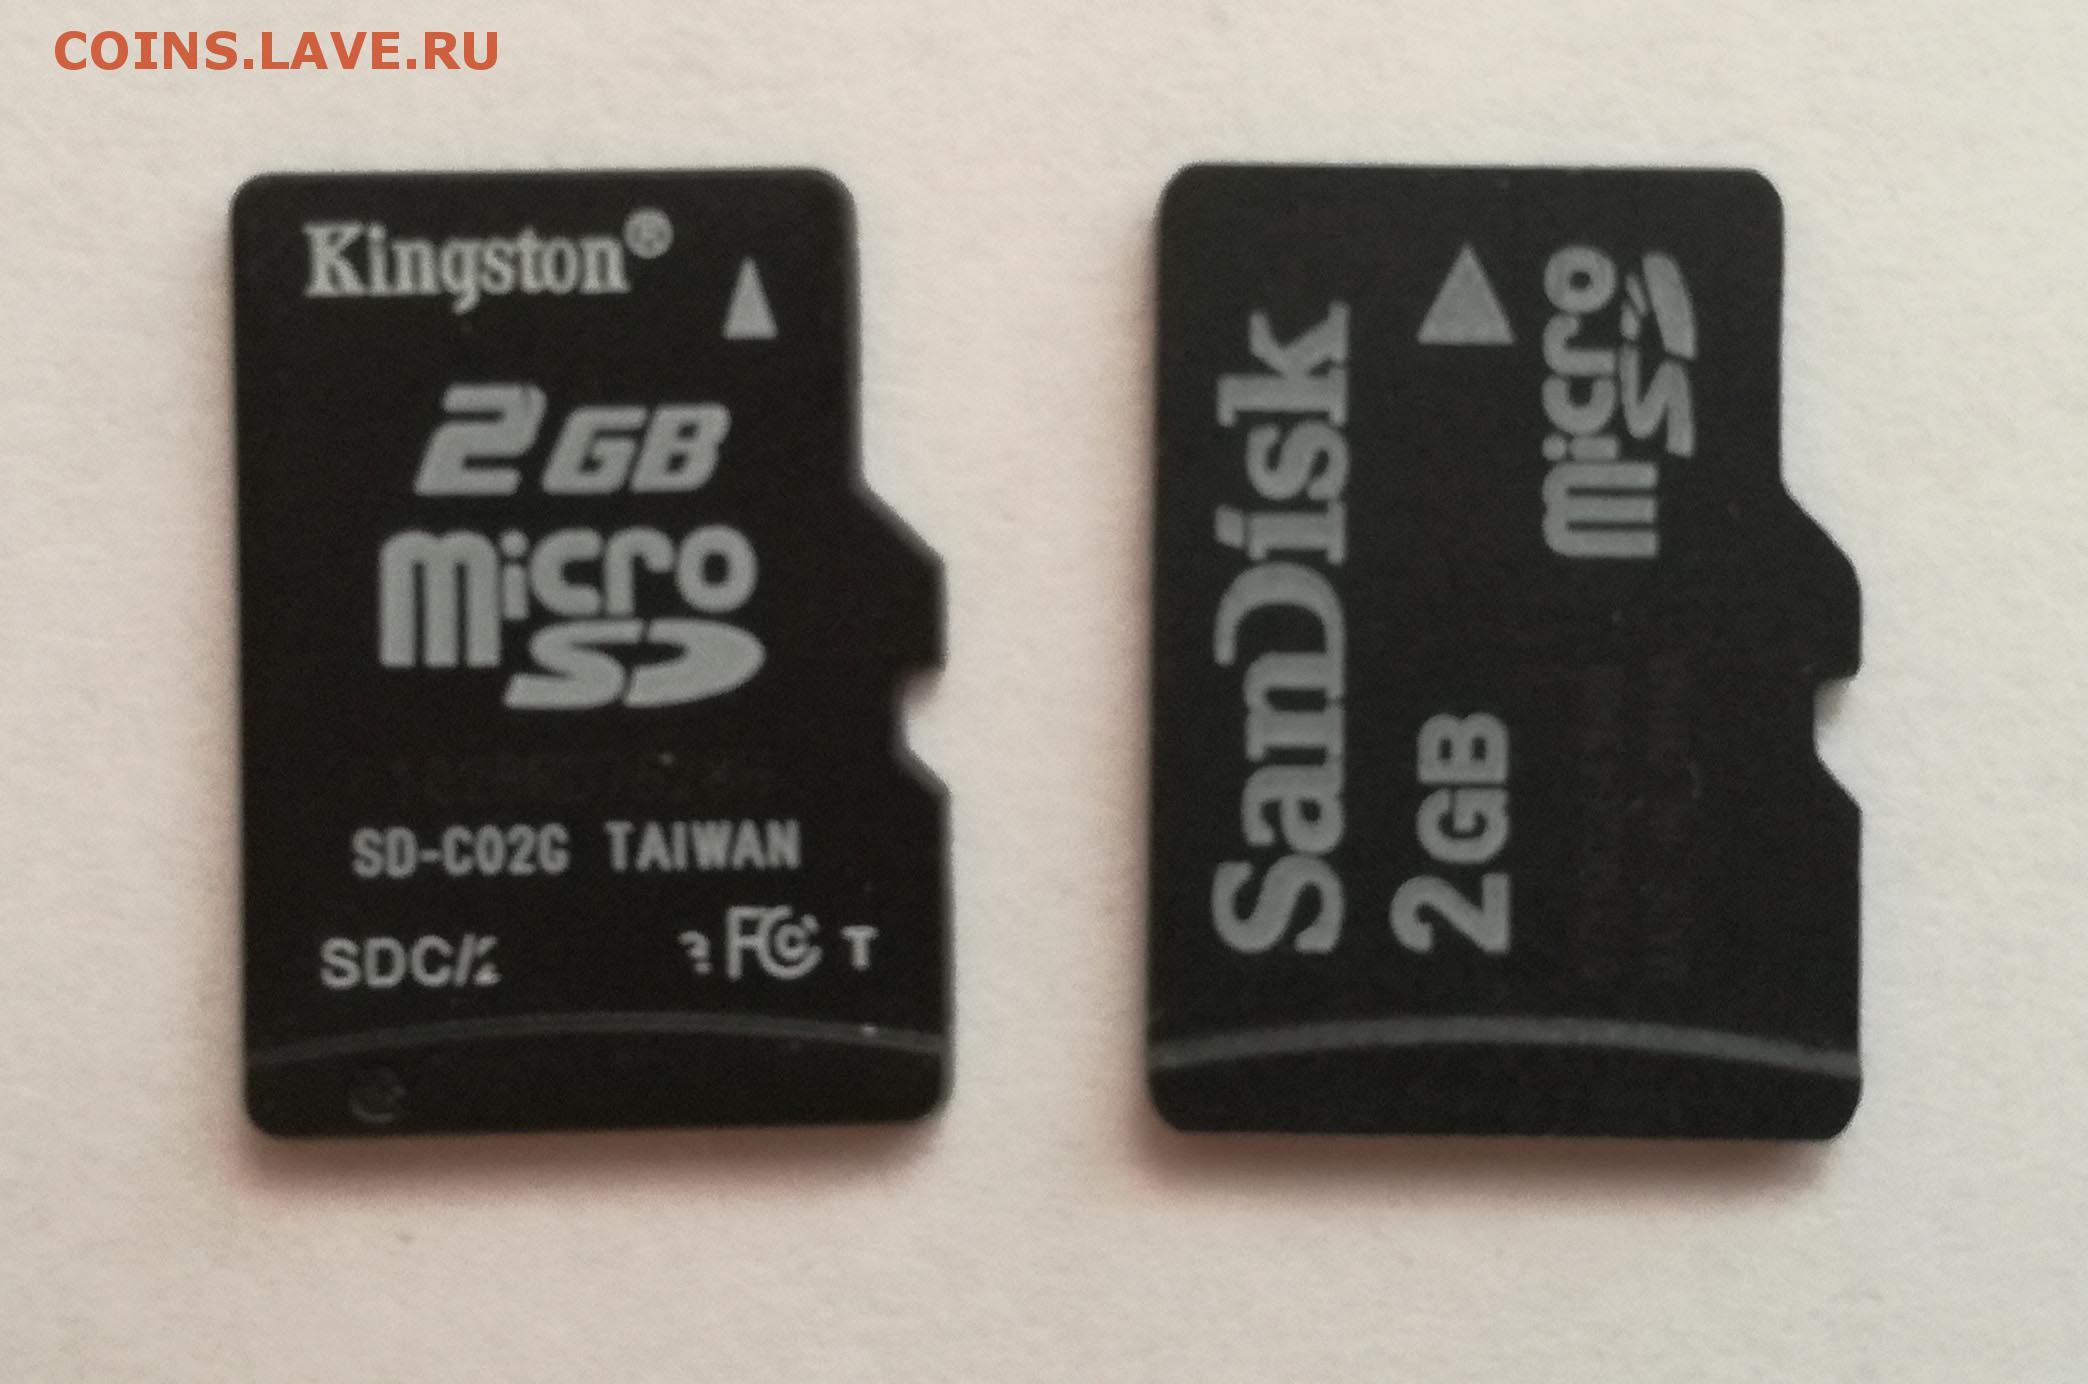 COINS.LAVE.RU
Kingston®
2GB
micro
SD
SD-C02G TAIWAN
SDC/2
FC T
SanDisk
2GB
micro
SD